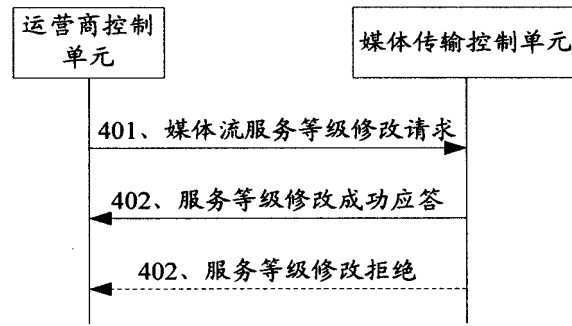 运营商控制
单元
媒体传输控制单元
401、媒体流服务等级修改请求
402、服务等级修改成功应答
402、服务等级修改拒绝